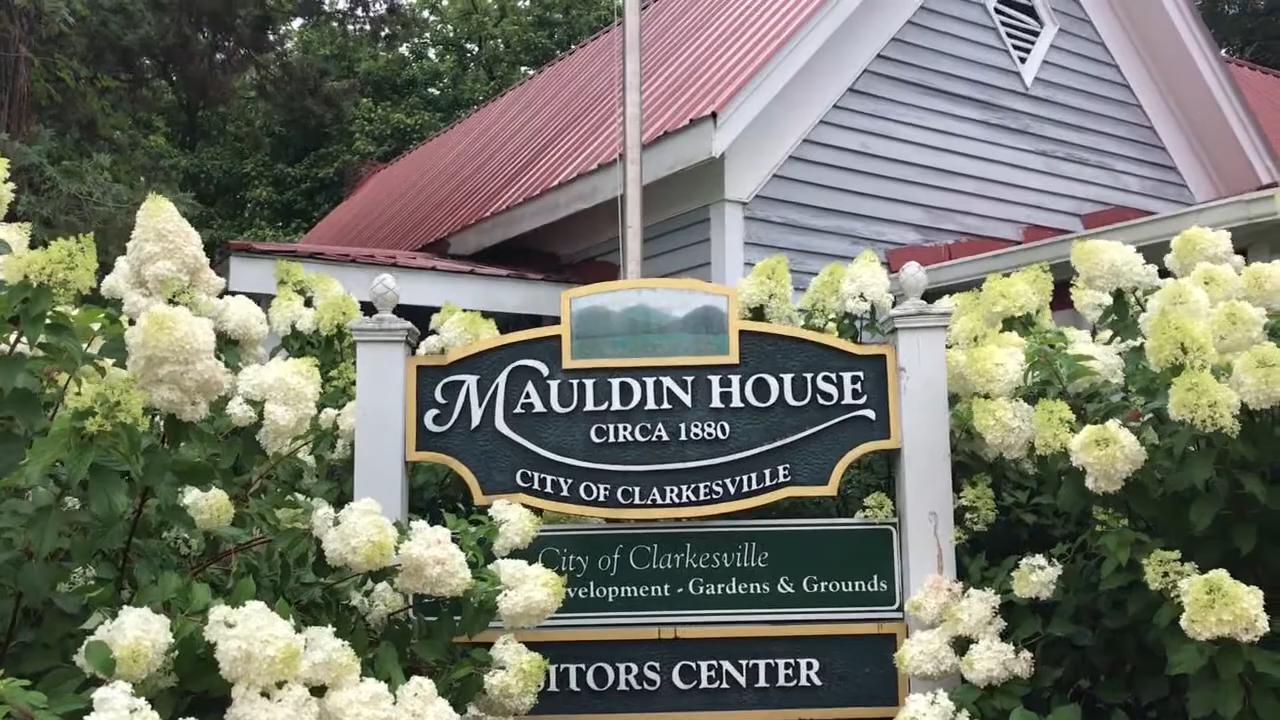 MAULDIN HOUSE
CIRCA 1880
CITY OF CLARKESVILLE
City of Clarkesville
velopment - Gardens & Grounds
ITORS CENTER